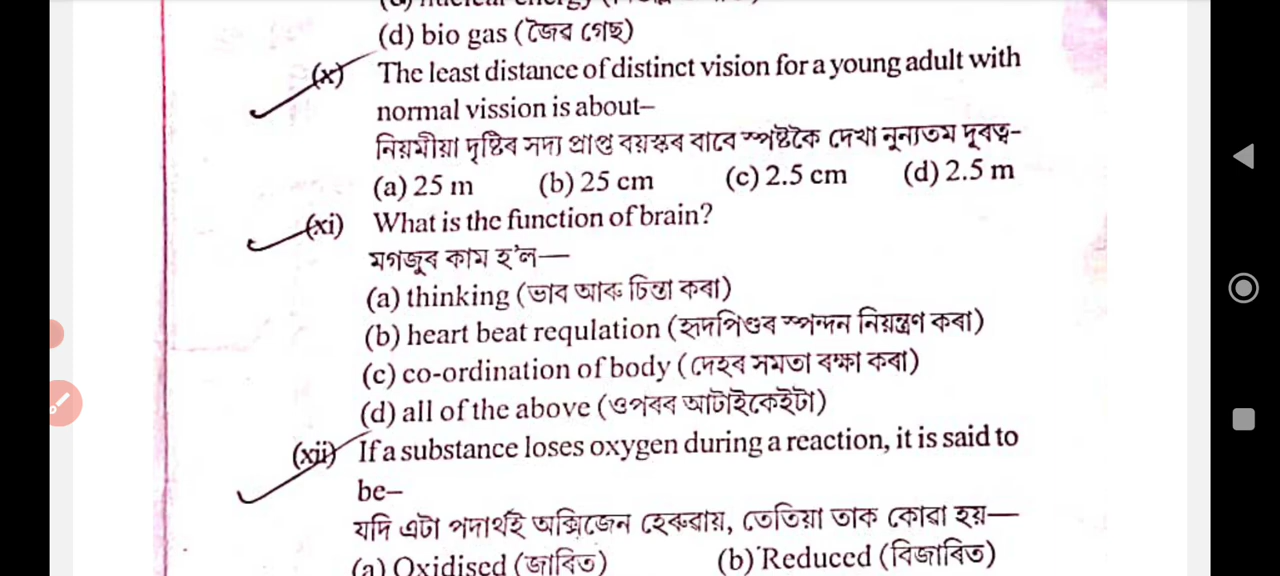 (d) bio gas (জৈৱ গেছ)
(x) The least distance of distinct vision for a young adult with
normal vission is about–
নিয়মীয়া দৃষ্টিৰ সদ্য প্ৰাপ্ত বয়স্কৰ বাবে স্পষ্টকৈ দেখা নূন্যতম দূৰত্ব-
(a) 25 m (b) 25 cm (c) 2.5 cm (d) 2.5 m
(xi) What is the function of brain?
মগজুৰ কাম হ'ল—
(a) thinking (ভাব আৰু চিন্তা কৰা)
(b) heart beat requlation (হৃদপিণ্ডৰ স্পন্দন নিয়ন্ত্ৰণ কৰা)
(c) co-ordination of body (দেহৰ সমতা ৰক্ষা কৰা)
(d) all of the above (ওপৰৰ আটাইকেইটা)
(xii) If a substance loses oxygen during a reaction, it is said to
be–
যদি এটা পদাৰ্থই অক্সিজেন হেৰুৱায়, তেতিয়া তাক কোৱা হয়—
(a) Oxidised (জাৰিত) (b) Reduced (বিজাৰিত)